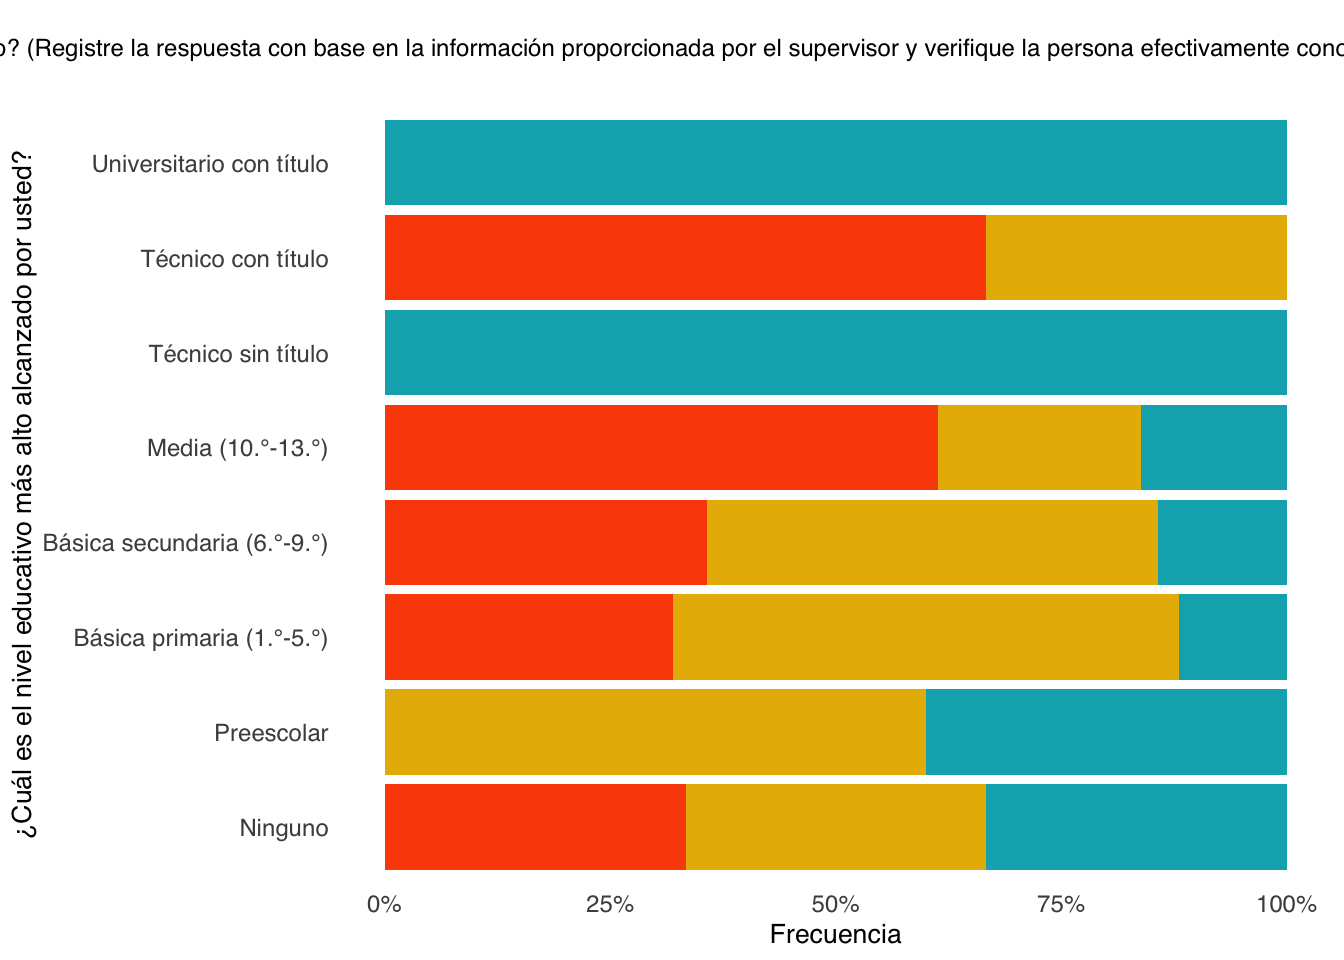 o? (Registre la respuesta con base en la información proporcionada por el supervisor y verifique la persona efectivamente cono
¿Cuál es el nivel educativo más alto alcanzado por usted?
Universitario con título
Técnico con título
Técnico sin título
Media (10.°-13.°)
Básica secundaria (6.°-9.°)
Básica primaria (1.°-5.°)
Preescolar
Ninguno
0% 25% 50% 75% 100%
Frecuencia